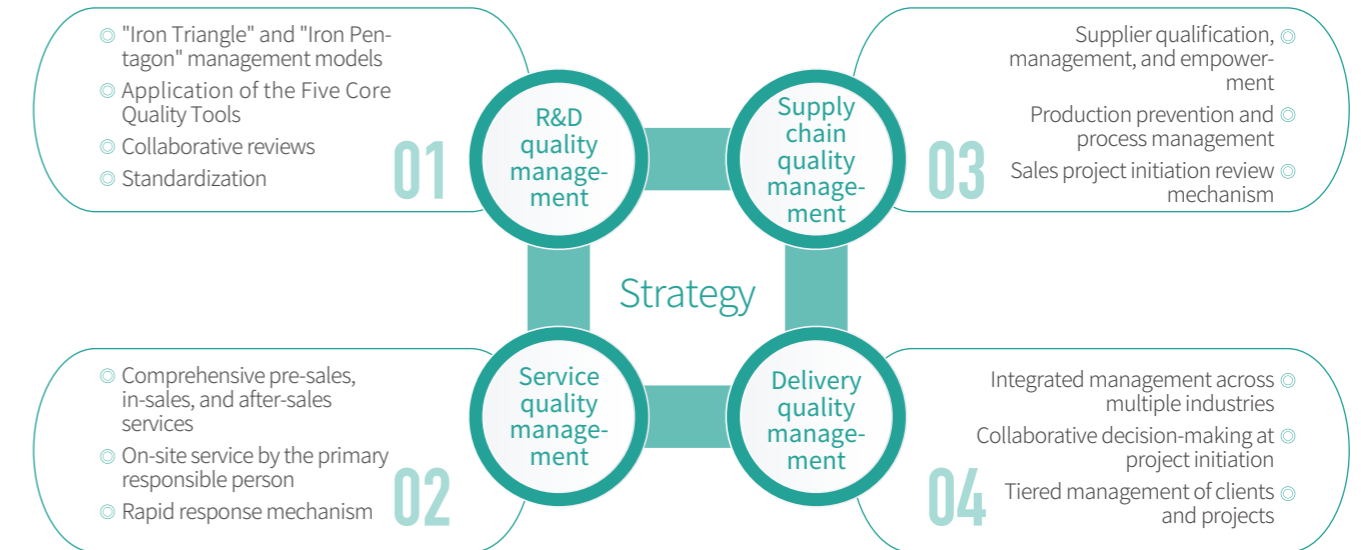 "Iron Triangle" and "Iron Pen-
tagon" management models
Application of the Five Core
Quality Tools
Collaborative reviews
Standardization
01
R&D
quality
manage-
ment
Supply
chain
quality
manage-
ment
03
Supplier qualification,
management, and empower-
ment
Production prevention and
process management
Sales project initiation review
mechanism
Strategy
Comprehensive pre-sales,
in-sales, and after-sales
services
On-site service by the primary
responsible person
Rapid response mechanism
02
Service
quality
manage-
ment
Delivery
quality
manage-
ment
04
Integrated management across
multiple industries
Collaborative decision-making at
project initiation
Tiered management of clients
and projects